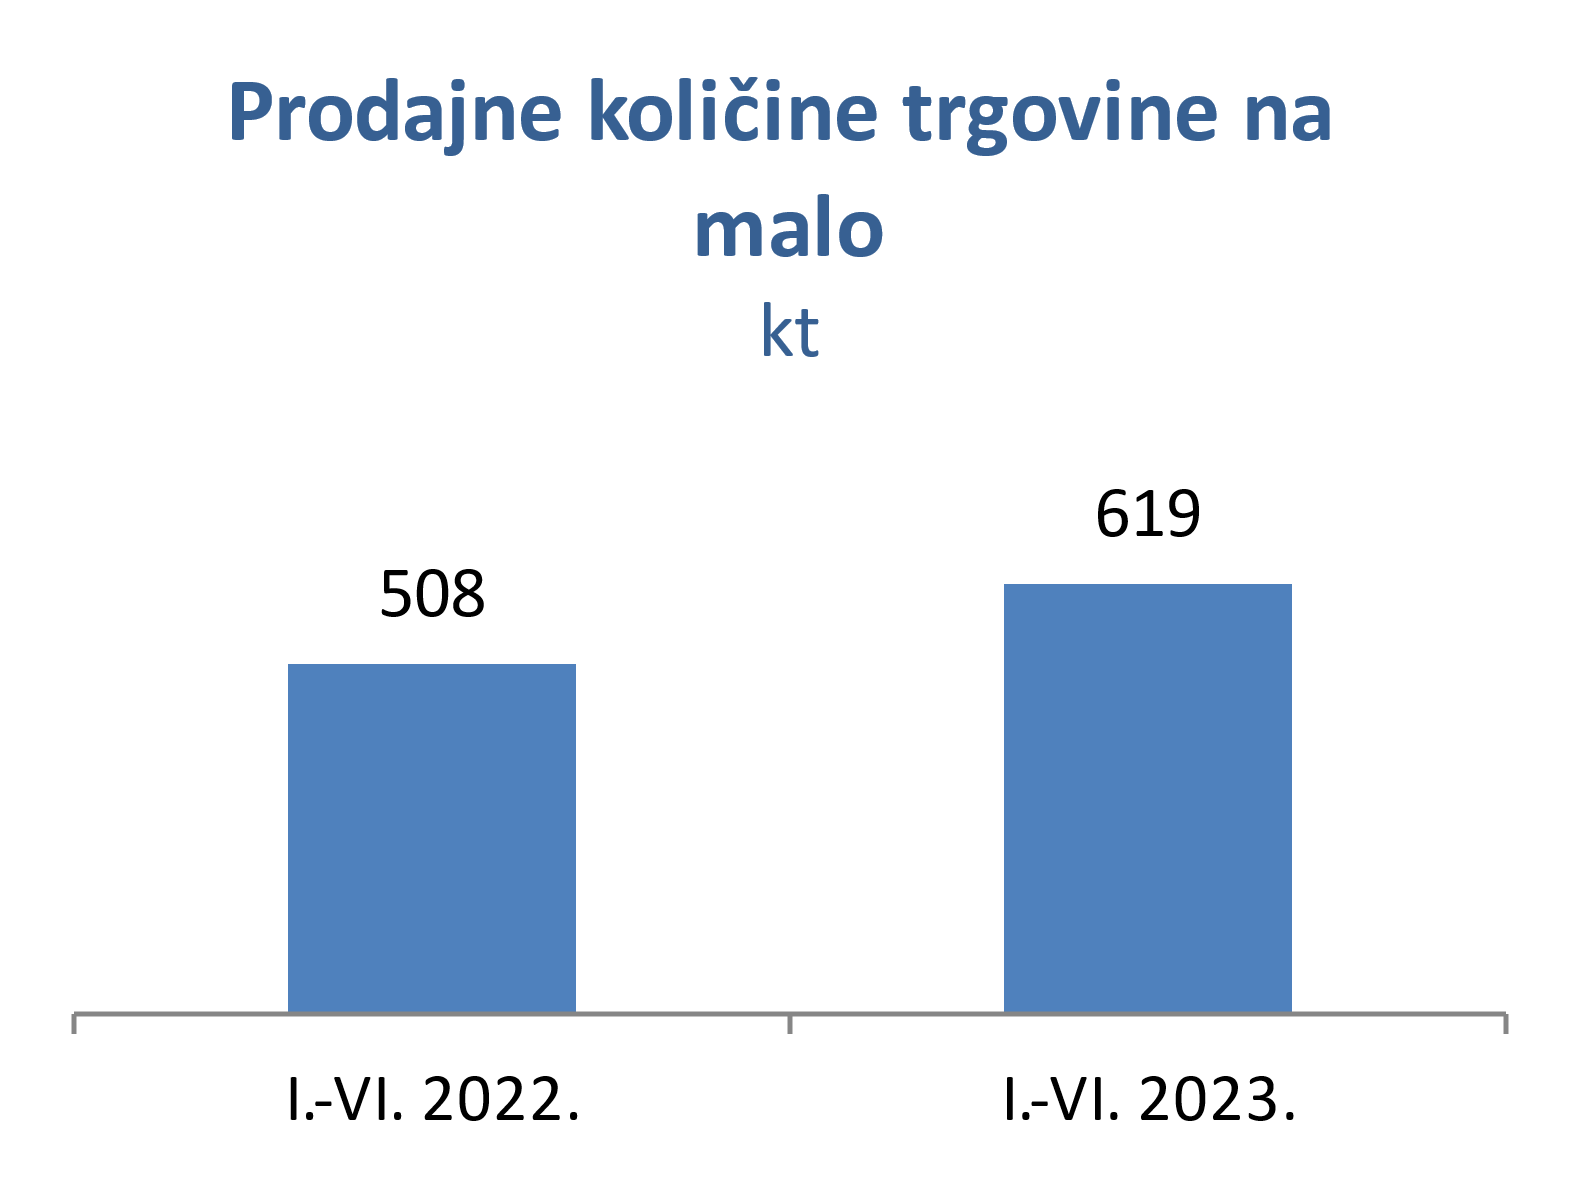 Prodajne količine trgovine na
malo
kt
508
619
I.-VI. 2022.
I.-VI. 2023.